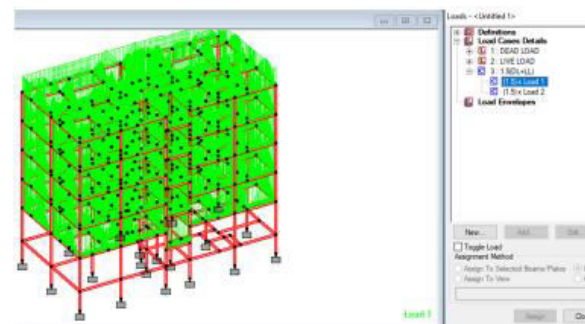 Loads - <Untitled 1>
Definitions
Load Cases Details
1 : DEAD LOAD
2 : LIVE LOAD
3 : 1.5(DL+LL)
(1.5) x Load 1
(1.5) x Load 2
Load Envelopes
New...
Add...
Edit...
Toggle Load
Assignment Method
Assign To Selected Beams/Plates
Assign To View
Assign
Load 1